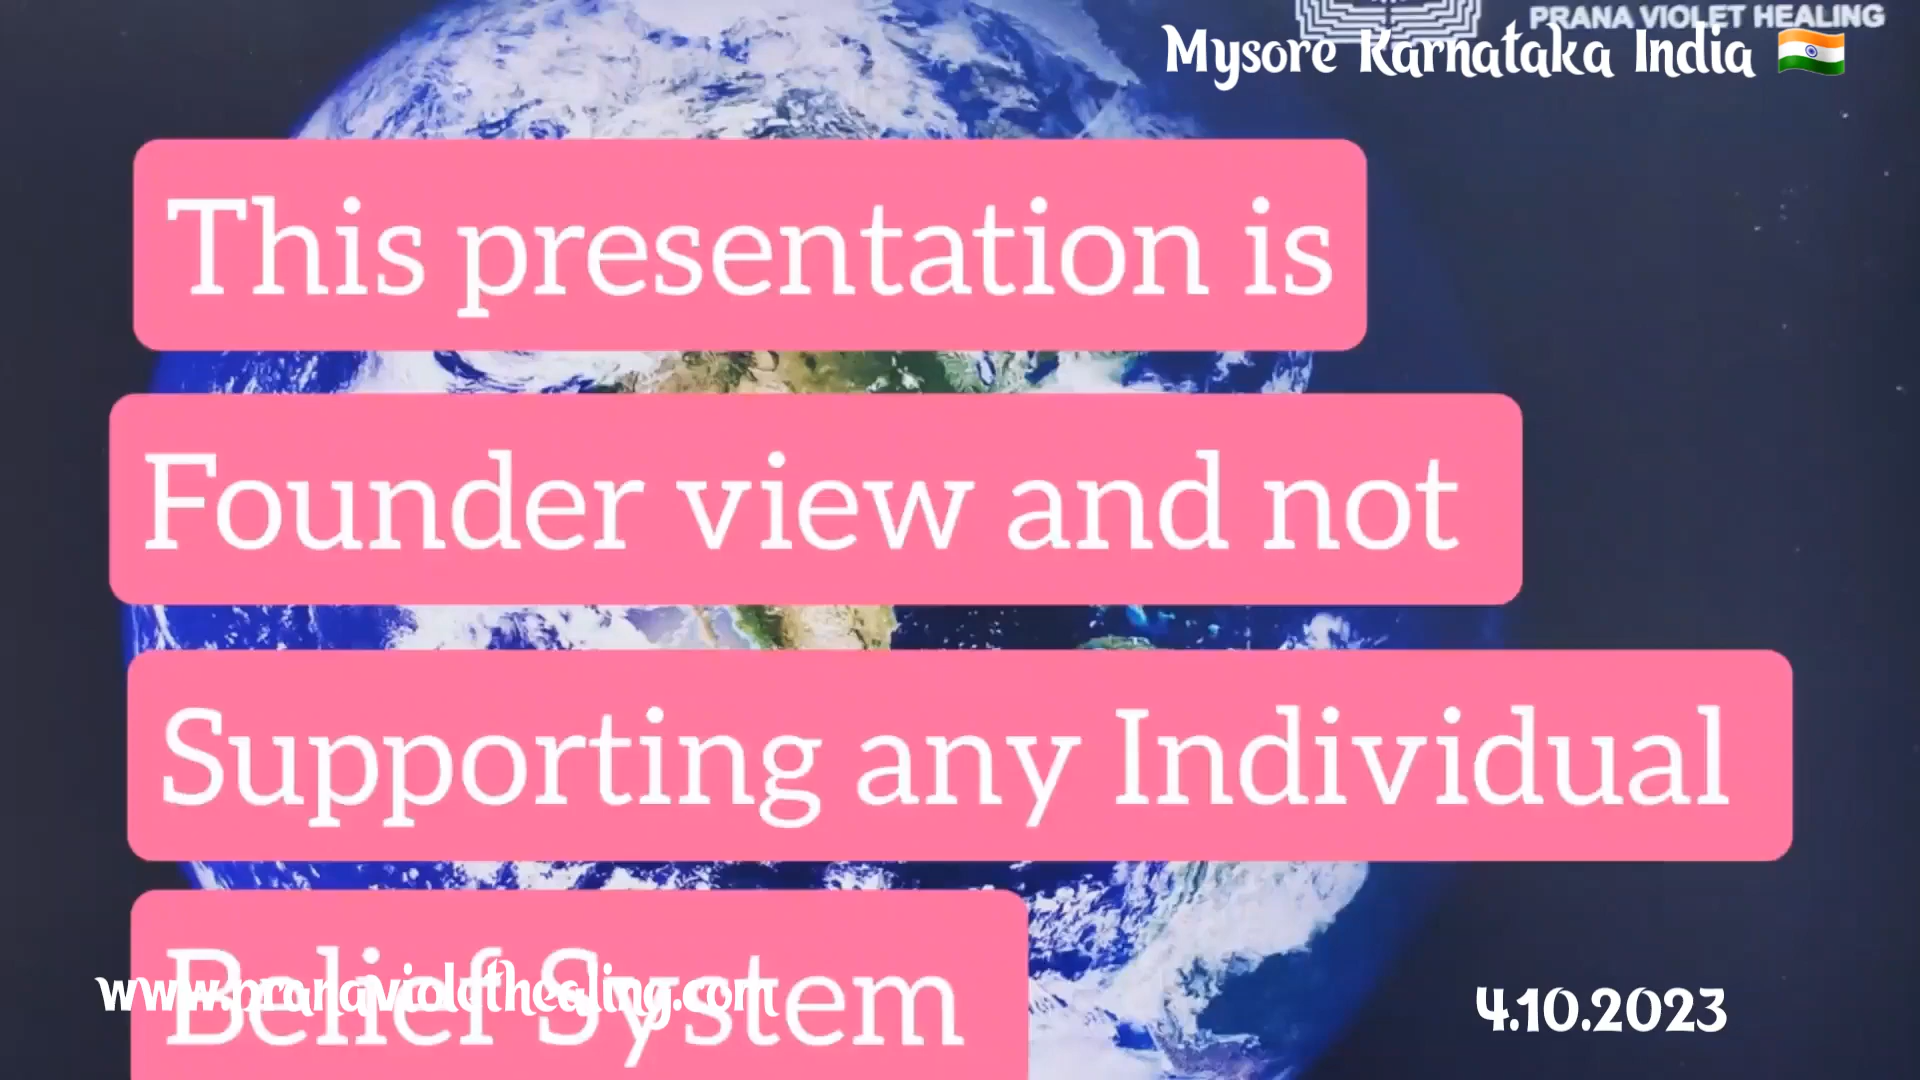 PRANA VIOLET HEALING
Mysore Karnataka India
This presentation is
Founder view and not
Supporting any Individual
Belief System
www.pranaviolethealing.com
4.10.2023